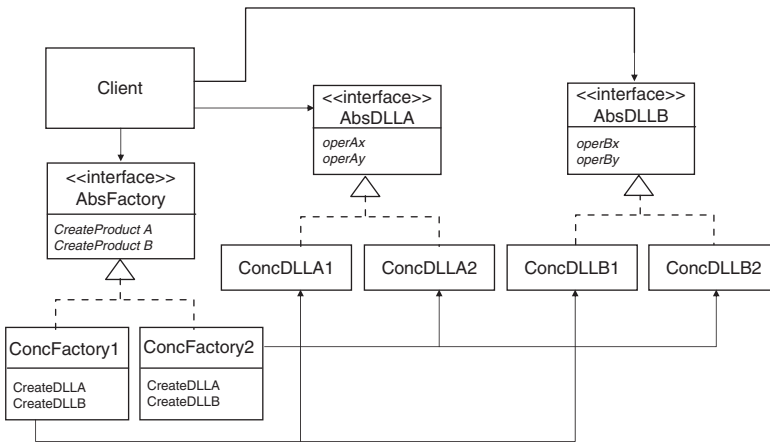 Client
<<interface>>
AbsDLLA
operAx
operAy
<<interface>>
AbsDLLB
operBx
operBy
<<interface>>
AbsFactory
CreateProduct A
CreateProduct B
ConcDLLA1
ConcDLLA2
ConcDLLB1
ConcDLLB2
ConcFactory1
CreateDLLA
CreateDLLB
ConcFactory2
CreateDLLA
CreateDLLB